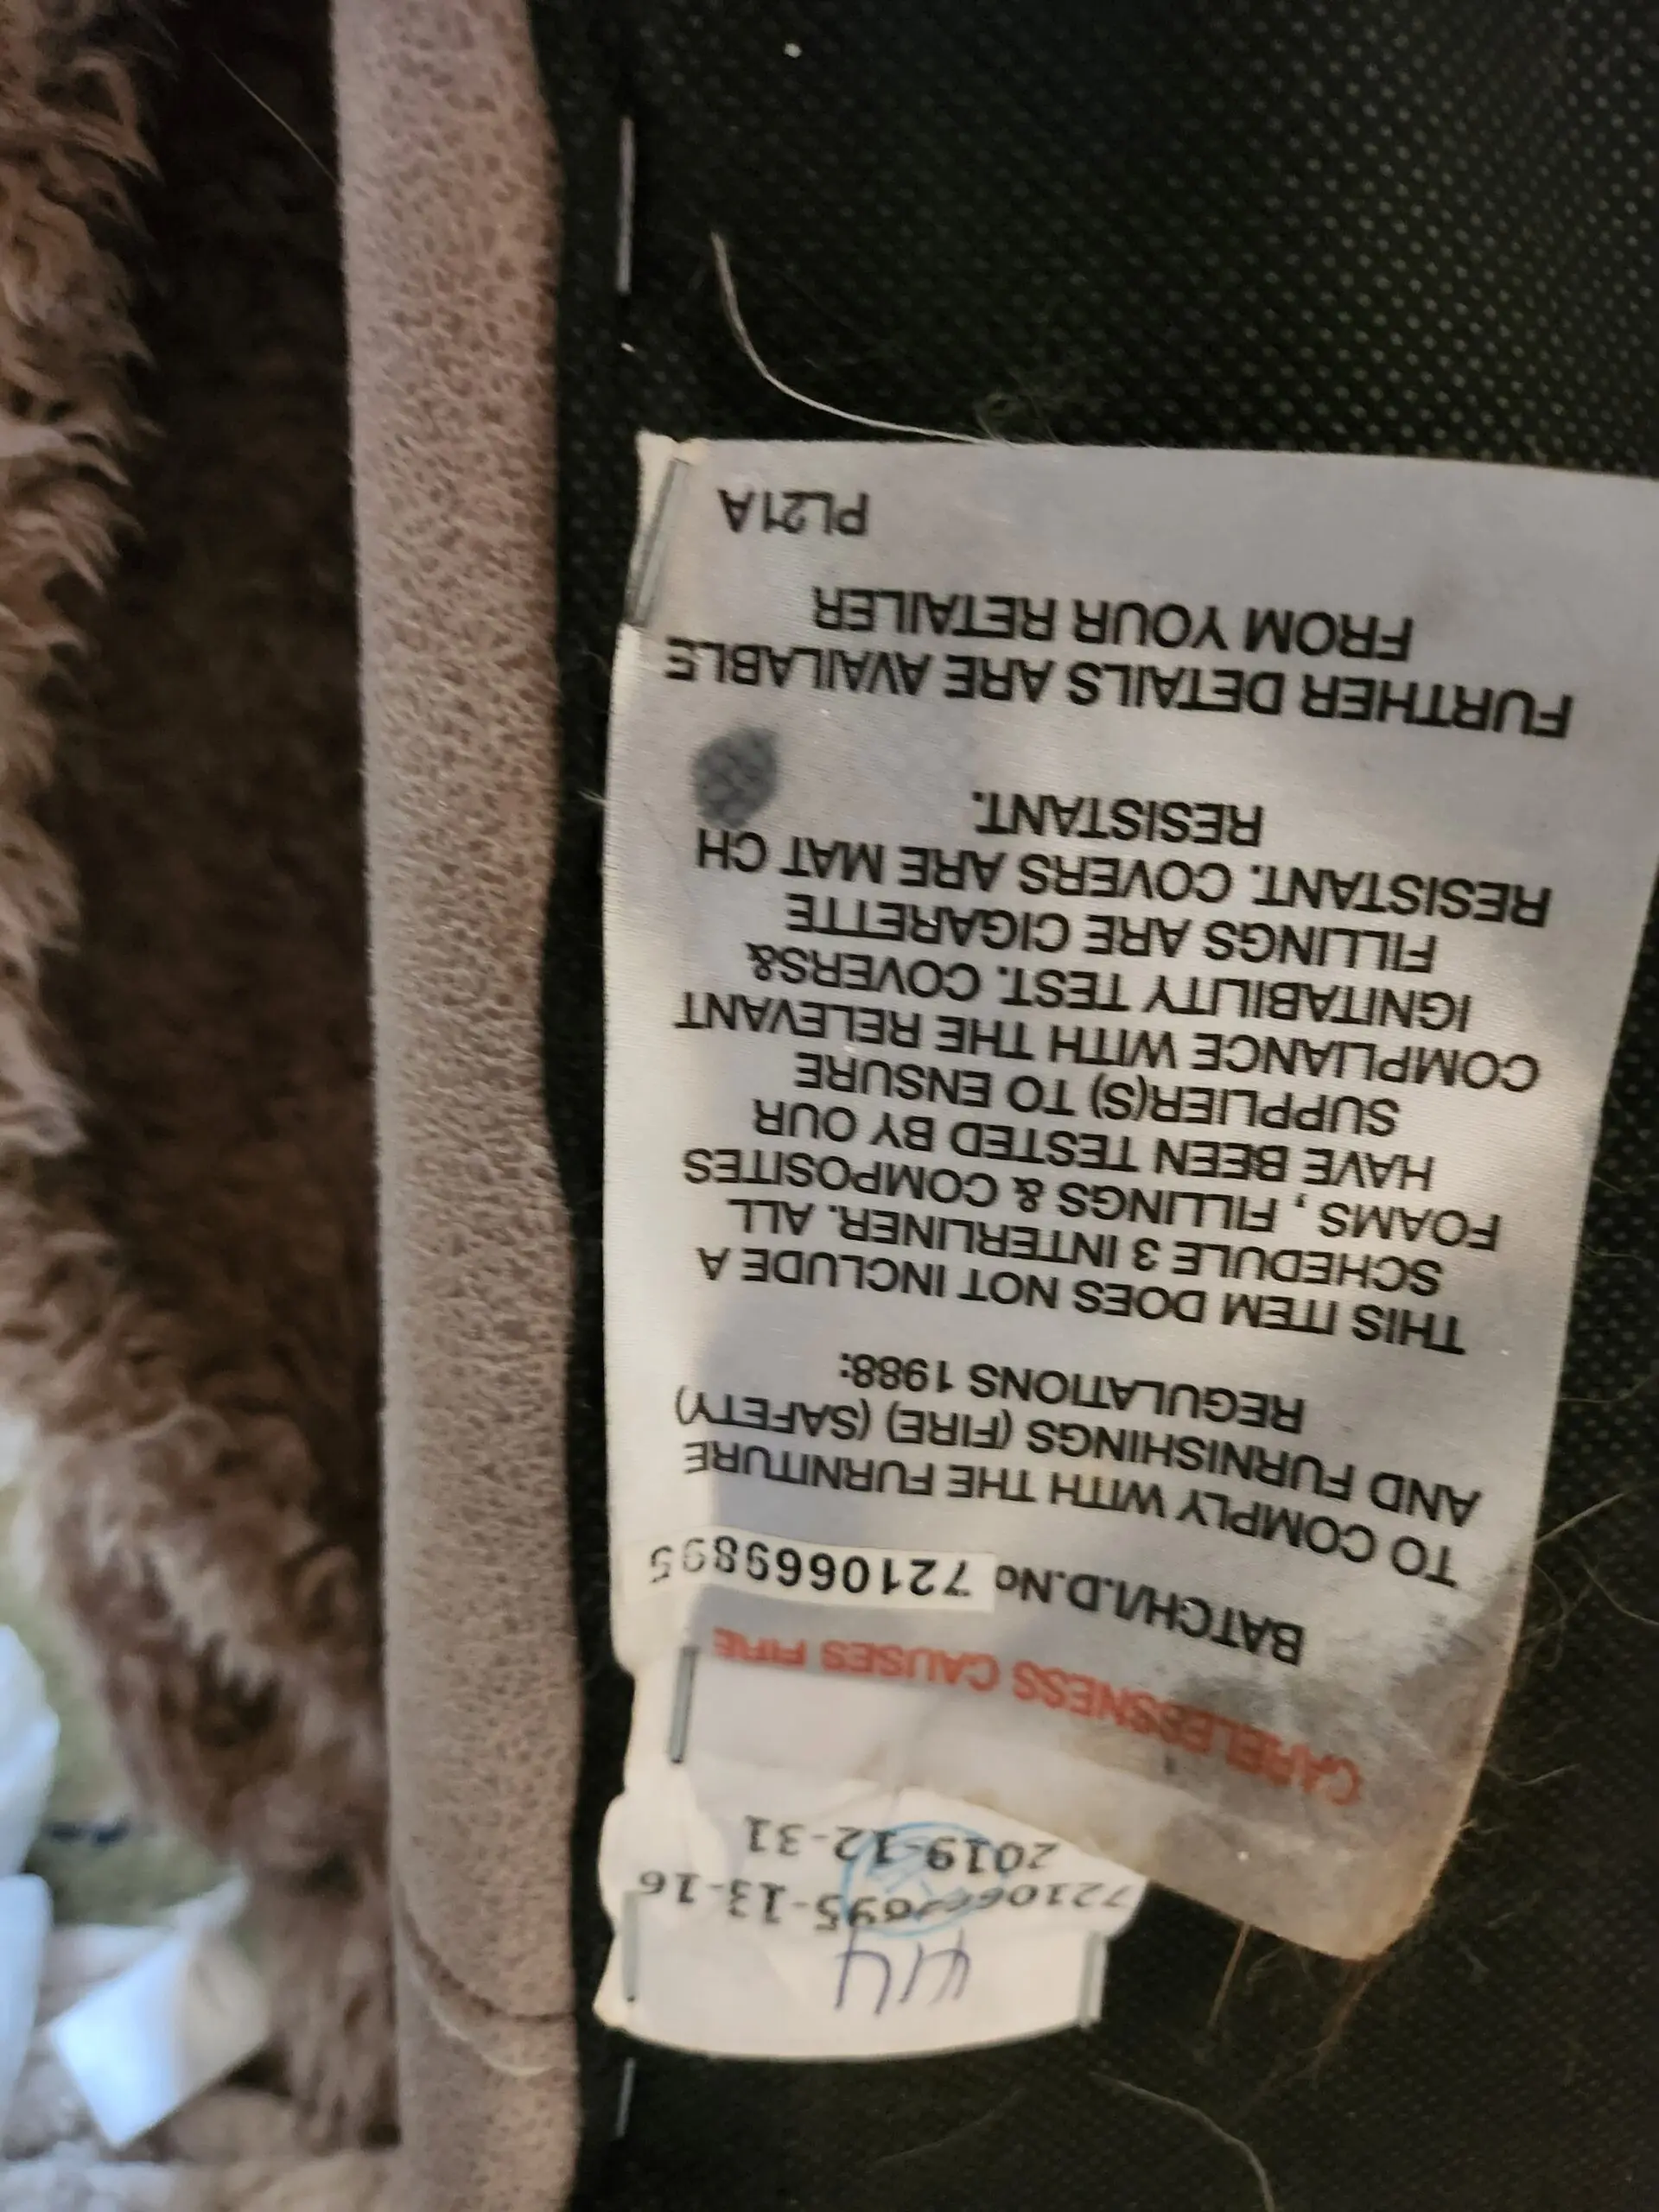 CARELESSNESS CAUSES FIRE
BATCH/I.D.No 7210669895
TO COMPLY WITH THE FURNITURE
AND FURNISHINGS (FIRE) (SAFETY)
REGULATIONS 1988:
THIS ITEM DOES NOT INCLUDE A
SCHEDULE 3 INTERLINER. ALL
FOAMS , FILLINGS & COMPOSITES
HAVE BEEN TESTED BY OUR
SUPPLIER(S) TO ENSURE
COMPLIANCE WITH THE RELEVANT
IGNITABILITY TEST. COVERS&
FILLINGS ARE CIGARETTE
RESISTANT. COVERS ARE MAT CH
RESISTANT.
FURTHER DETAILS ARE AVAILABLE
FROM YOUR RETAILER
PL21A
2019-12-31